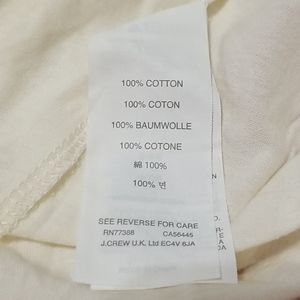 100% COTTON
100% COTON
100% BAUMWOLLE
100% COTONE
綿 100%
100% 면
SEE REVERSE FOR CARE
RN77388 CA56445
J.CREW U.K. Ltd EC4V 6JA